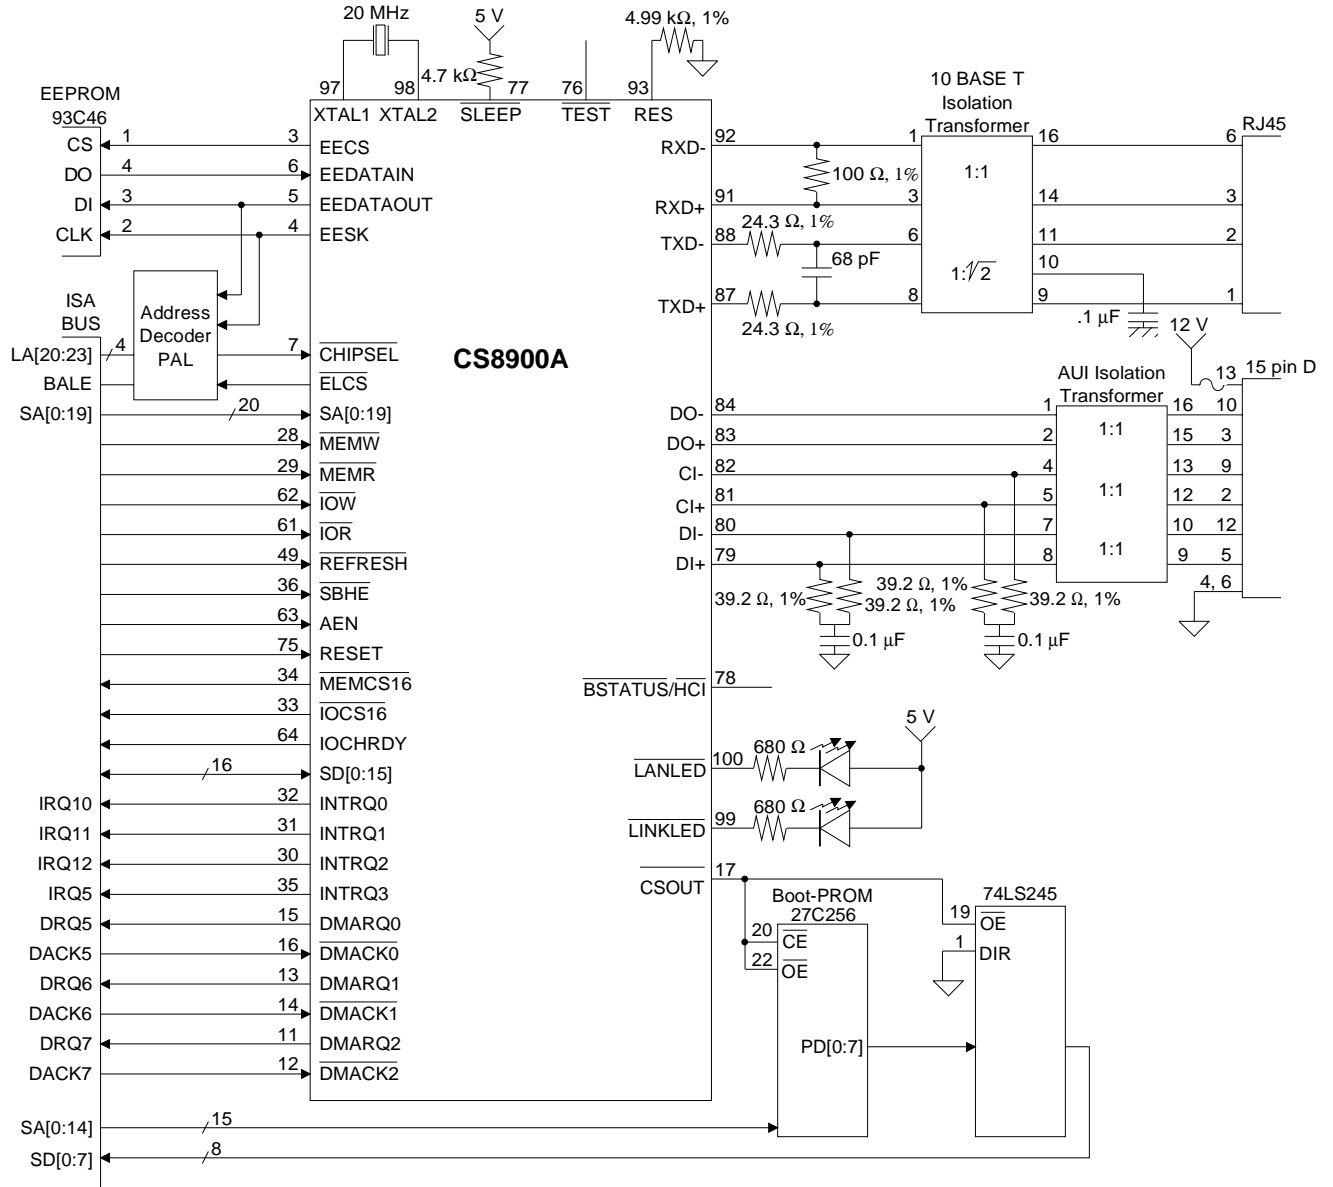 20 MHz
5 V
4.99 kΩ, 1%
4.7 kΩ
97
98
77
76
93
XTAL1
XTAL2
SLEEP
TEST
RES
EEPROM
93C46
CS 1 3 EECS
DO 4 6 EEDATAIN
DI 3 5 EEDATAOUT
CLK 2 4 EESK
ISA
BUS
Address
Decoder
PAL
LA[20:23] 4 7 CHIPSEL
BALE ELCS
SA[0:19] 20 SA[0:19]
28 MEMW
29 MEMR
62 IOW
61 IOR
49 REFRESH
36 SBHE
63 AEN
75 RESET
34 MEMCS16
33 IOCS16
64 IOCHRDY
16 SD[0:15]
IRQ10 32 INTRQ0
IRQ11 31 INTRQ1
IRQ12 30 INTRQ2
IRQ5 35 INTRQ3
DRQ5 15 DMARQ0
DACK5 16 DMACK0
DRQ6 13 DMARQ1
DACK6 14 DMACK1
DRQ7 11 DMARQ2
DACK7 12 DMACK2
SA[0:14] 15
SD[0:7] 8
CS8900A
10 BASE T
Isolation
Transformer
RJ45
RXD- 92 1 16 6
100 Ω, 1%
1:1
RXD+ 91 3 14 3
24.3 Ω, 1%
TXD- 88 6 11 2
68 pF
1:√2
10
TXD+ 87 8 9 1
24.3 Ω, 1%
.1 μF
12 V
13
15 pin D
AUI Isolation
Transformer
DO- 84 1 16 10
1:1
DO+ 83 2 15 3
CI- 82 4 13 9
1:1
CI+ 81 5 12 2
DI- 80 7 10 12
1:1
DI+ 79 8 9 5
4, 6
39.2 Ω, 1%
39.2 Ω, 1%
39.2 Ω, 1%
39.2 Ω, 1%
0.1 μF
0.1 μF
BSTATUS/HCI 78
5 V
LANLED 100 680 Ω
LINKLED 99 680 Ω
CSOUT 17
Boot-PROM
27C256
20 CE
22 OE
PD[0:7]
74LS245
19 OE
1 DIR